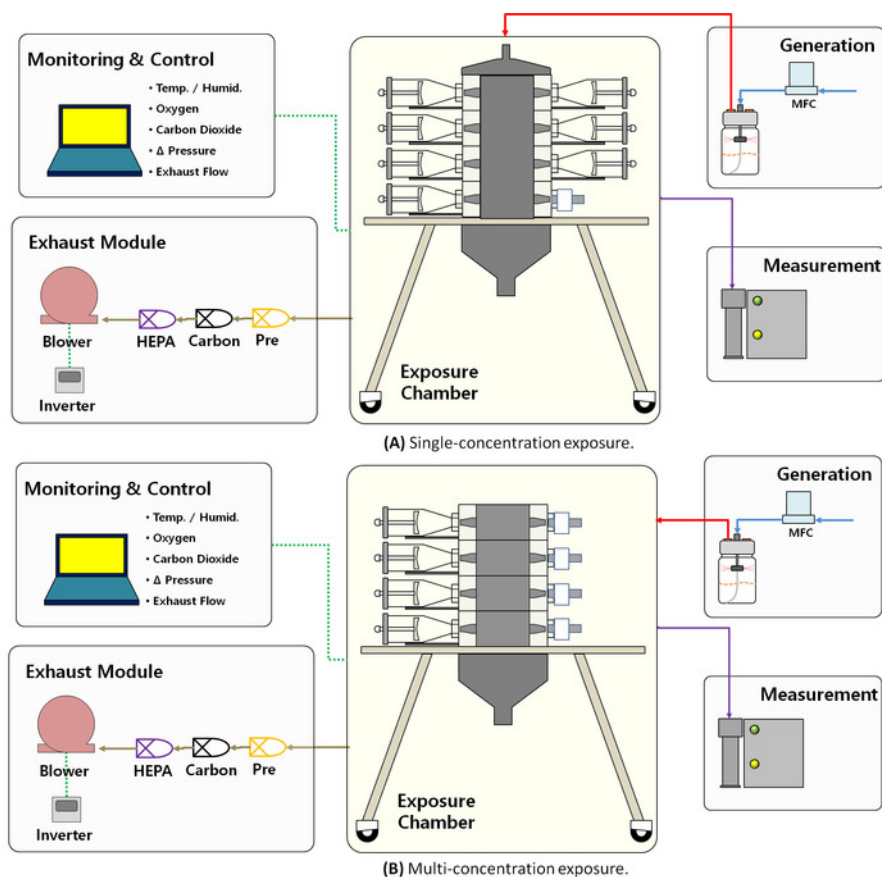 Monitoring & Control
• Temp. / Humid.
• Oxygen
• Carbon Dioxide
• Δ Pressure
• Exhaust Flow
Generation
MFC
Exhaust Module
Blower
HEPA
Carbon
Pre
Inverter
Exposure
Chamber
Measurement
(A) Single-concentration exposure.
Monitoring & Control
• Temp. / Humid.
• Oxygen
• Carbon Dioxide
• Δ Pressure
• Exhaust Flow
Generation
MFC
Exhaust Module
Blower
HEPA
Carbon
Pre
Inverter
Exposure
Chamber
Measurement
(B) Multi-concentration exposure.